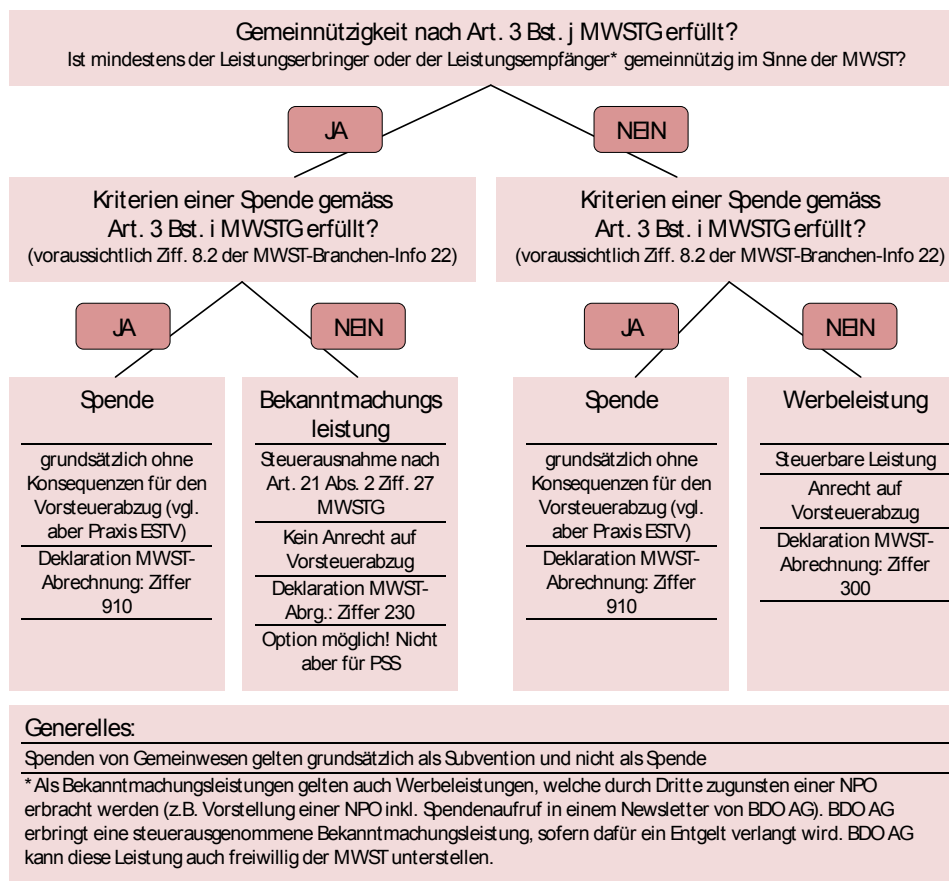 Gemeinnützigkeit nach Art. 3 Bst. j MWSTG erfüllt?
Ist mindestens der Leistungserbringer oder der Leistungsempfänger* gemeinnützig im Sinne der MWST?
JA
NEIN
Kriterien einer Spende gemäss
Art. 3 Bst. i MWSTG erfüllt?
(voraussichtlich Ziff. 8.2 der MWST-Branchen-Info 22)
Kriterien einer Spende gemäss
Art. 3 Bst. i MWSTG erfüllt?
(voraussichtlich Ziff. 8.2 der MWST-Branchen-Info 22)
JA
NEIN
JA
NEIN
Spende
grundsätzlich ohne
Konsequenzen für den
Vorsteuerabzug (vgl.
aber Praxis ESTV)
Deklaration MWST-
Abrechnung: Ziffer
910
Bekanntmachungs
leistung
Steuerausnahme nach
Art. 21 Abs. 2 Ziff. 27
MWSTG
Kein Anrecht auf
Vorsteuerabzug
Deklaration MWST-
Abrg.: Ziffer 230
Option möglich! Nicht
aber für PSS
Spende
grundsätzlich ohne
Konsequenzen für den
Vorsteuerabzug (vgl.
aber Praxis ESTV)
Deklaration MWST-
Abrechnung: Ziffer
910
Werbeleistung
Steuerbare Leistung
Anrecht auf
Vorsteuerabzug
Deklaration MWST-
Abrechnung: Ziffer
300
Generelles:
Spenden von Gemeinwesen gelten grundsätzlich als Subvention und nicht als Spende
* Als Bekanntmachungsleistungen gelten auch Werbeleistungen, welche durch Dritte zugunsten einer NPO
erbracht werden (z.B. Vorstellung einer NPO inkl. Spendenaufruf in einem Newsletter von BDO AG). BDO AG
erbringt eine steuerausgenommene Bekanntmachungsleistung, sofern dafür ein Entgelt verlangt wird. BDO AG
kann diese Leistung auch freiwillig der MWST unterstellen.